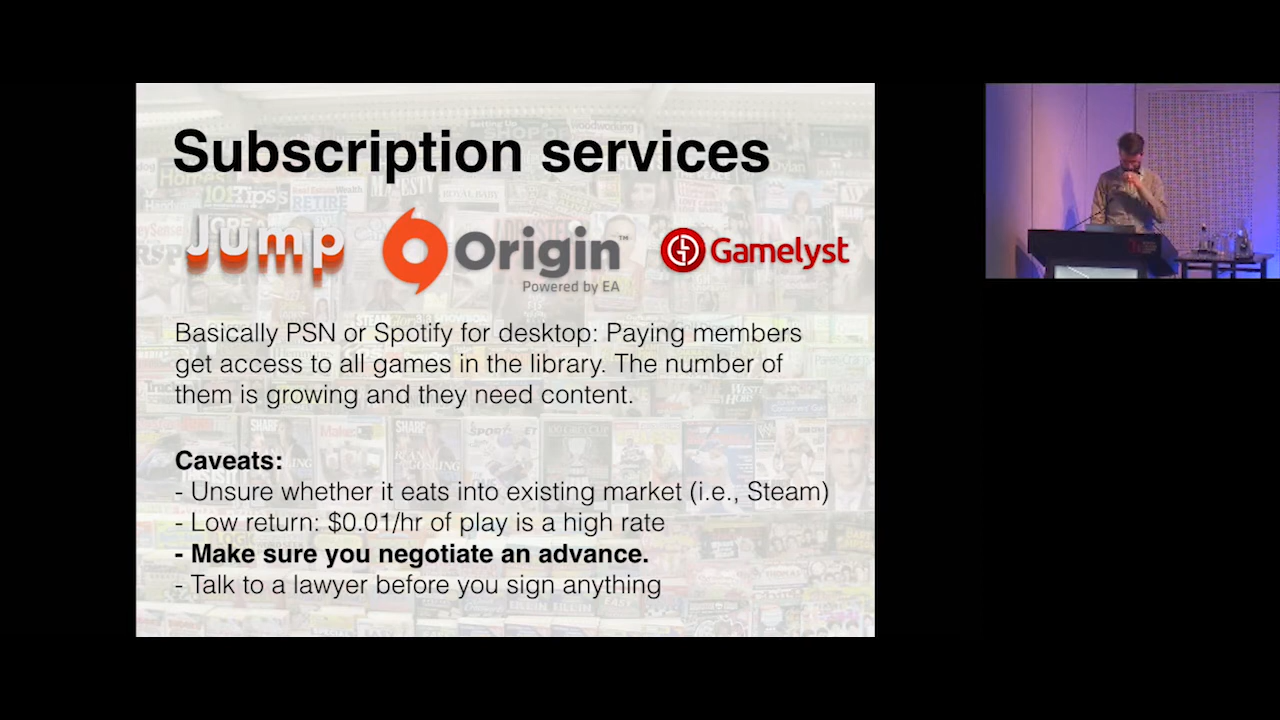 Subscription services
Jump
Origin™
Powered by EA
Gamelyst
Basically PSN or Spotify for desktop: Paying members
get access to all games in the library. The number of
them is growing and they need content.
Caveats:
- Unsure whether it eats into existing market (i.e., Steam)
- Low return: $0.01/hr of play is a high rate
- Make sure you negotiate an advance.
- Talk to a lawyer before you sign anything